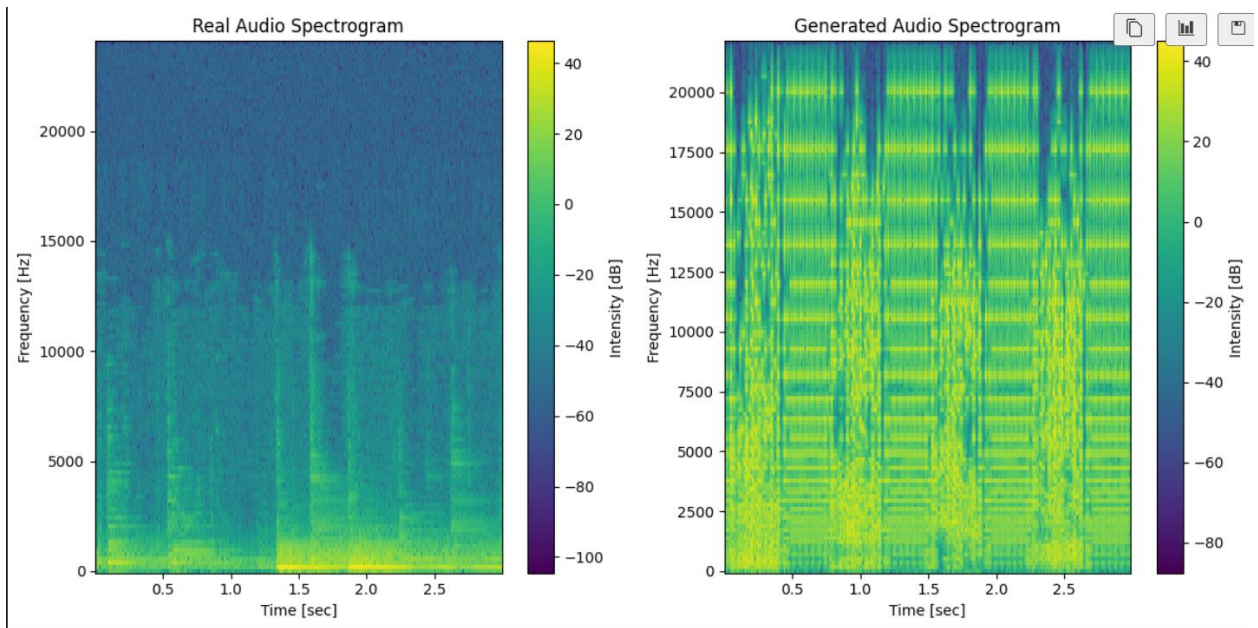 Real Audio Spectrogram
20000
15000
10000
5000
0
Frequency [Hz]
0.5 1.0 1.5 2.0 2.5
Time [sec]
40
20
0
−20
−40
−60
−80
−100
Intensity [dB]
Generated Audio Spectrogram
20000
17500
15000
12500
10000
7500
5000
2500
0
Frequency [Hz]
0.5 1.0 1.5 2.0 2.5
Time [sec]
40
20
0
−20
−40
−60
−80
Intensity [dB]